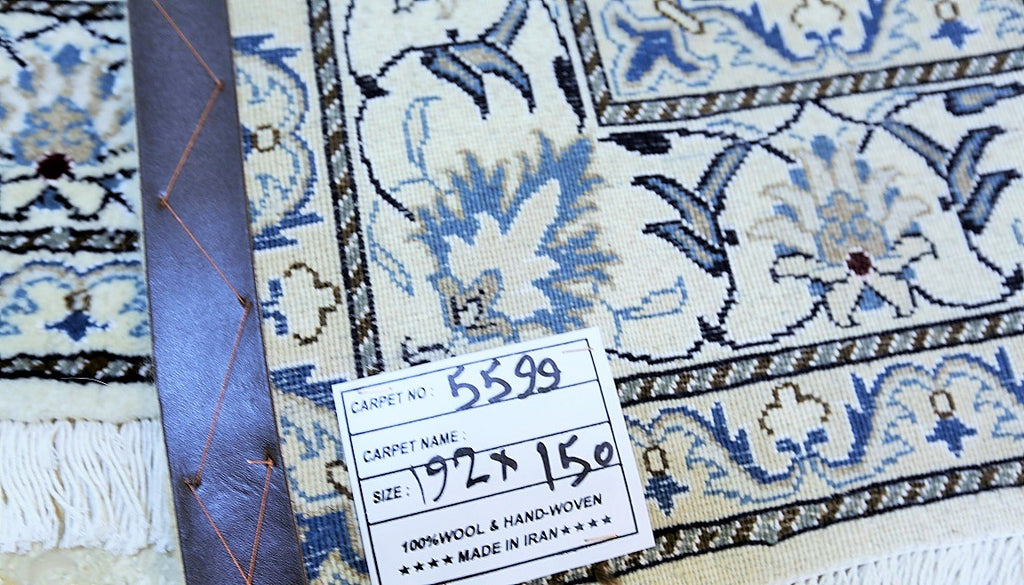 CARPET NO : 5599
CARPET NAME :
SIZE : 192 x 150
100%WOOL & HAND-WOVEN
★★★★ MADE IN IRAN ★★★★